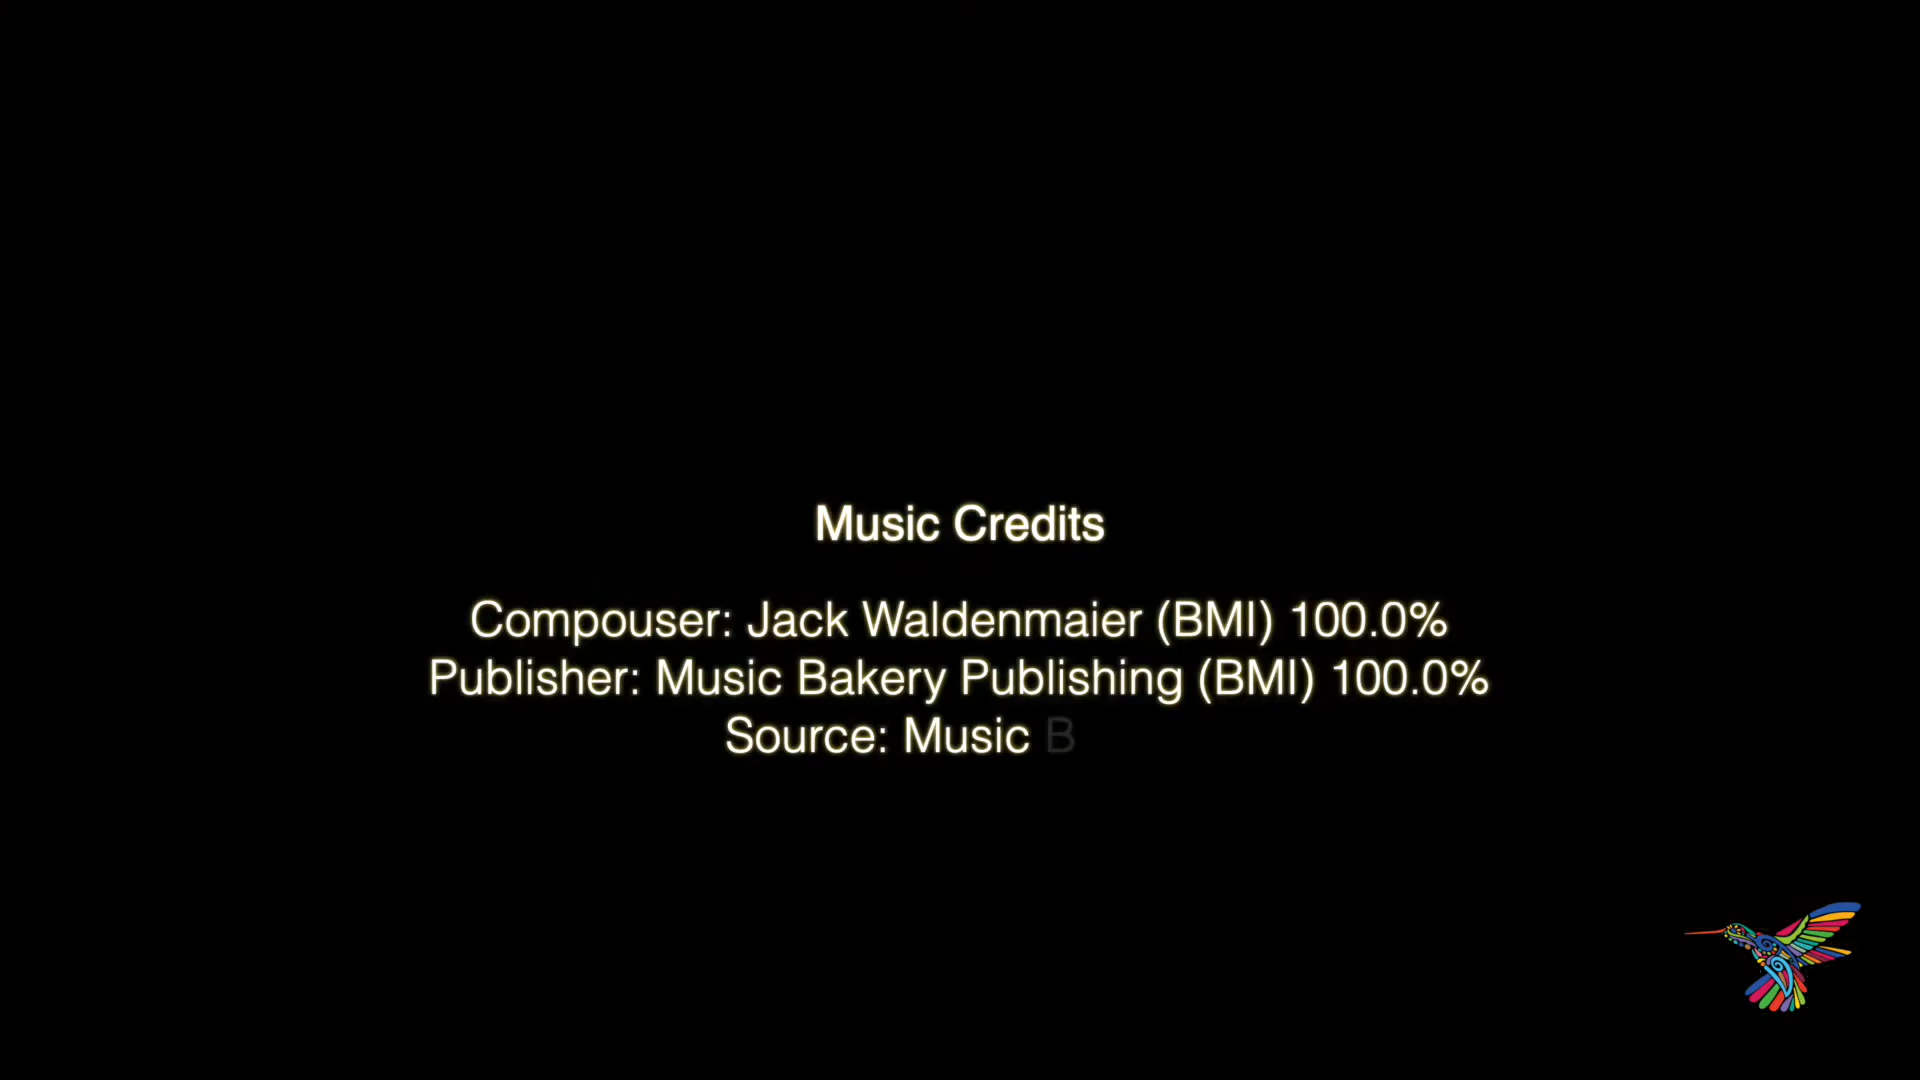 Music Credits
Compouser: Jack Waldenmaier (BMI) 100.0%
Publisher: Music Bakery Publishing (BMI) 100.0%
Source: Music B